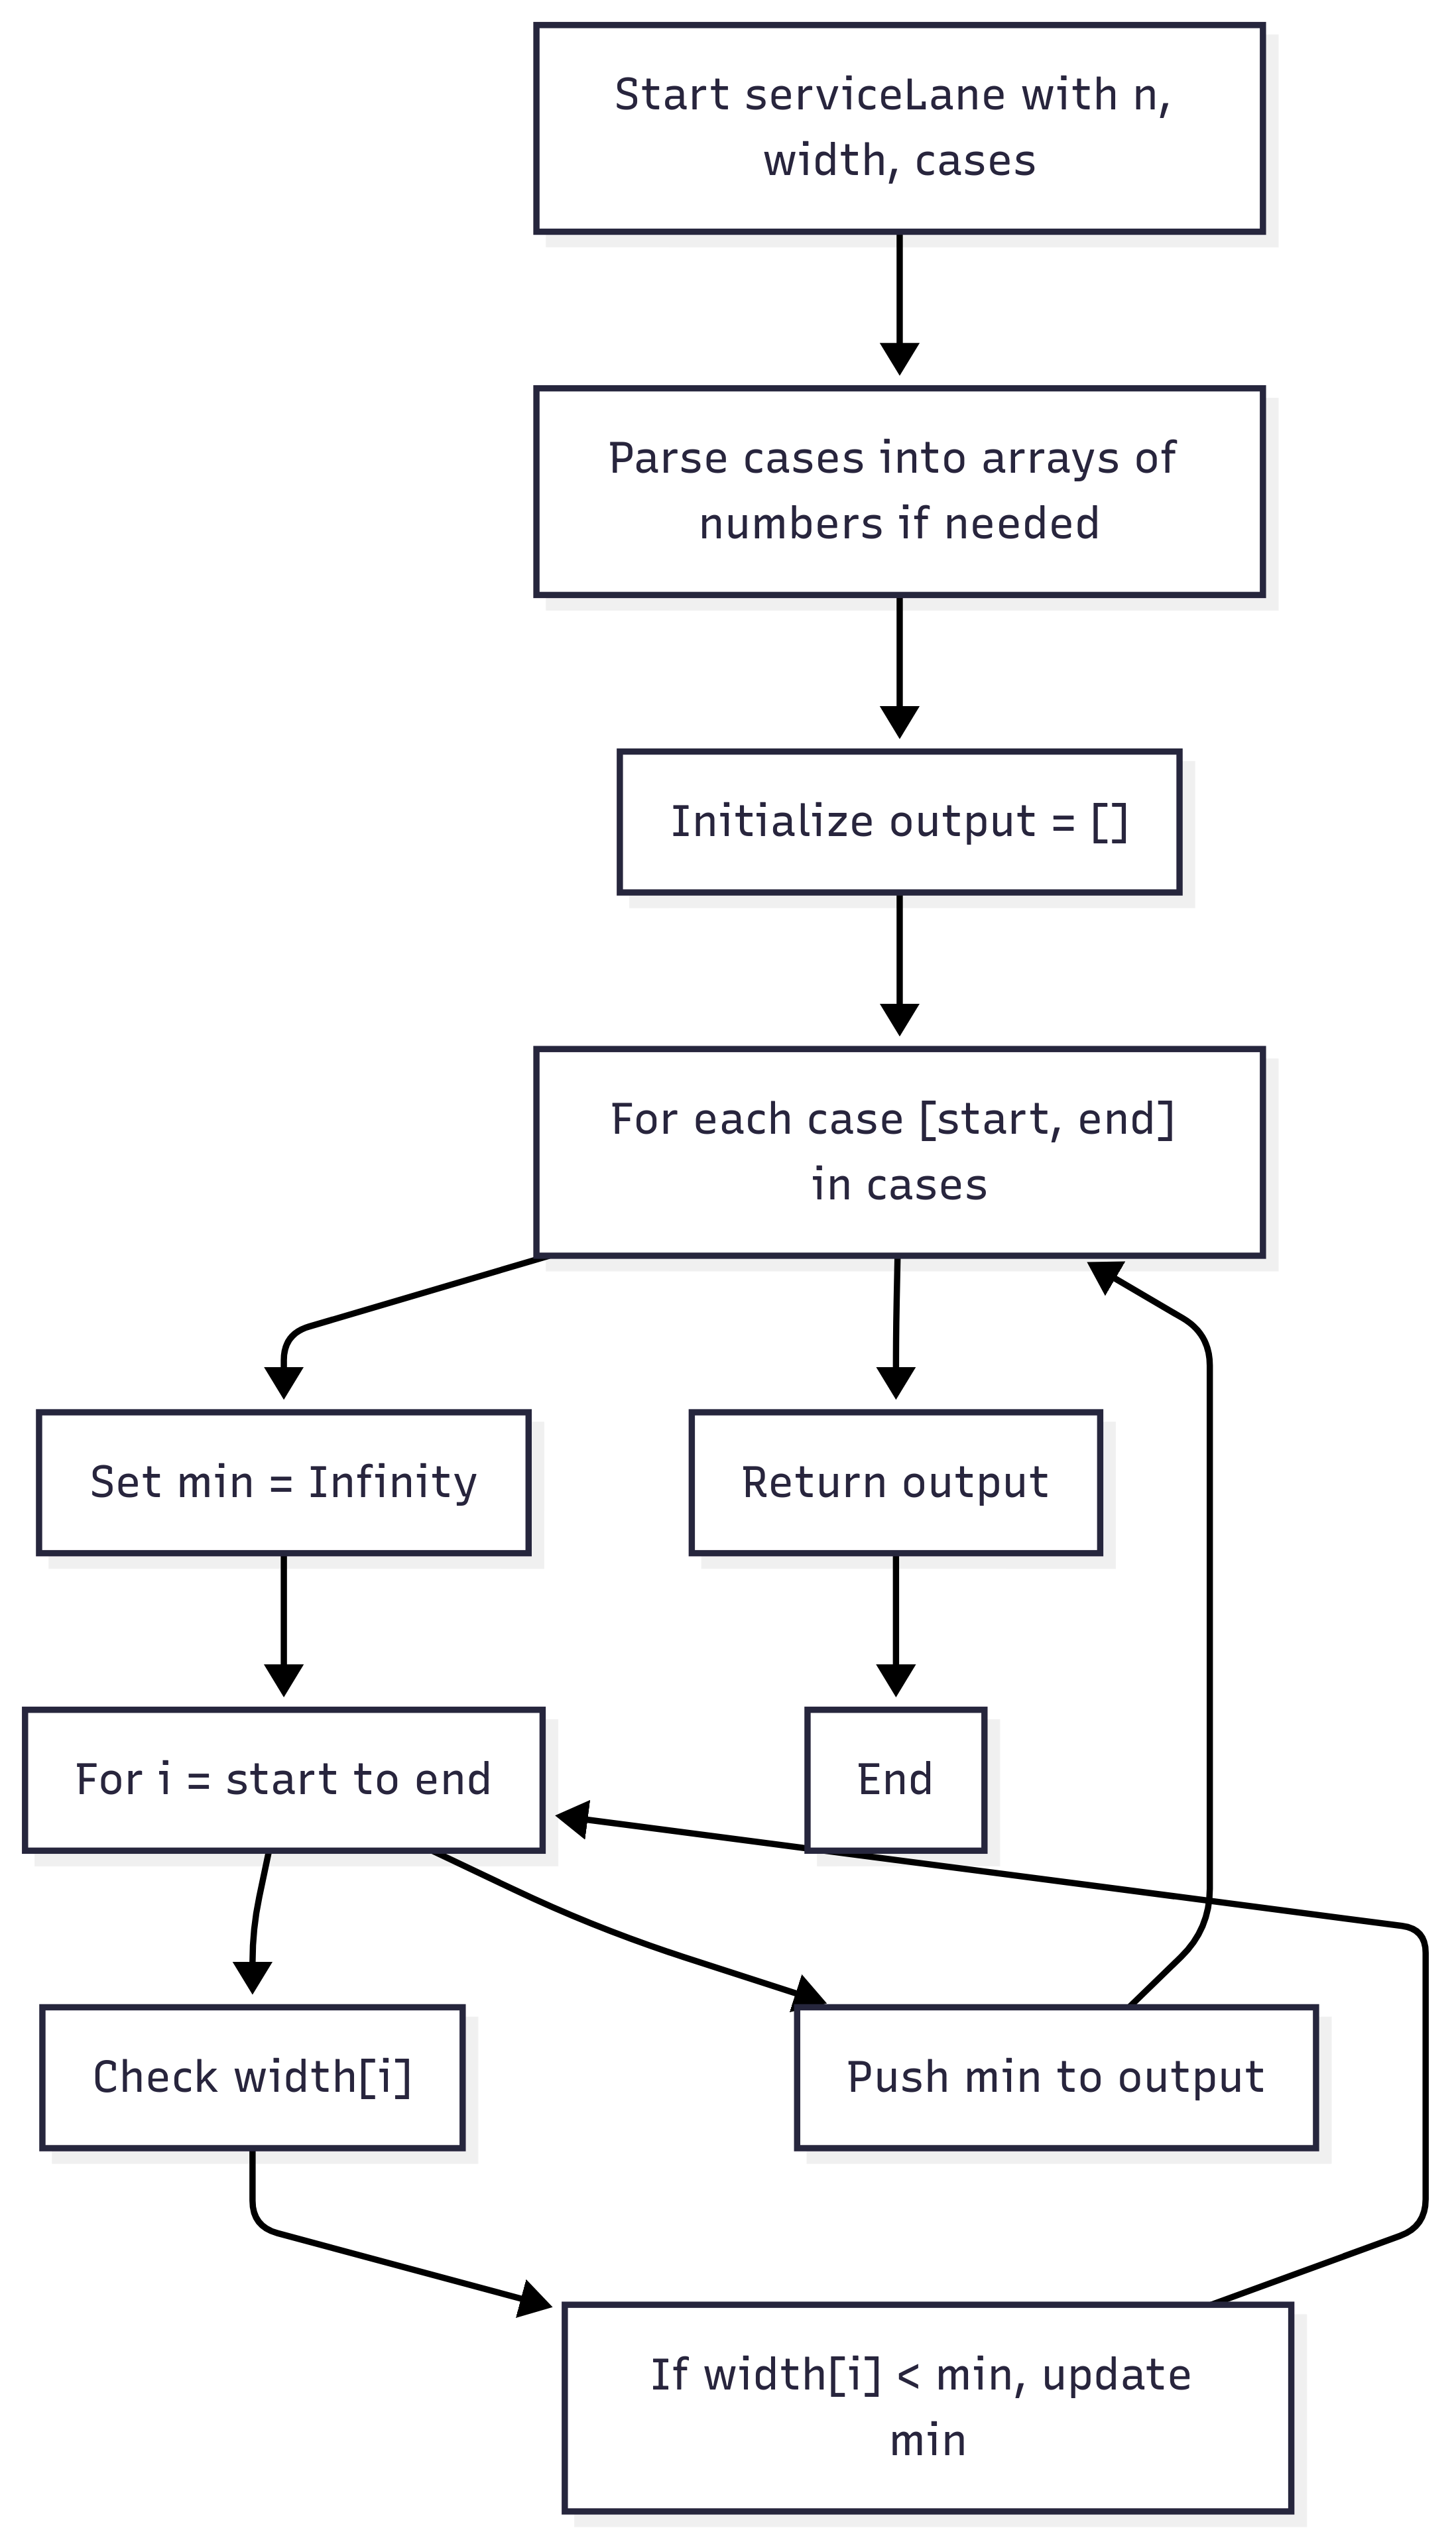 Start serviceLane with n,
width, cases
Parse cases into arrays of
numbers if needed
Initialize output = []
For each case [start, end]
in cases
Set min = Infinity
Return output
For i = start to end
End
Check width[i]
Push min to output
If width[i] < min, update
min